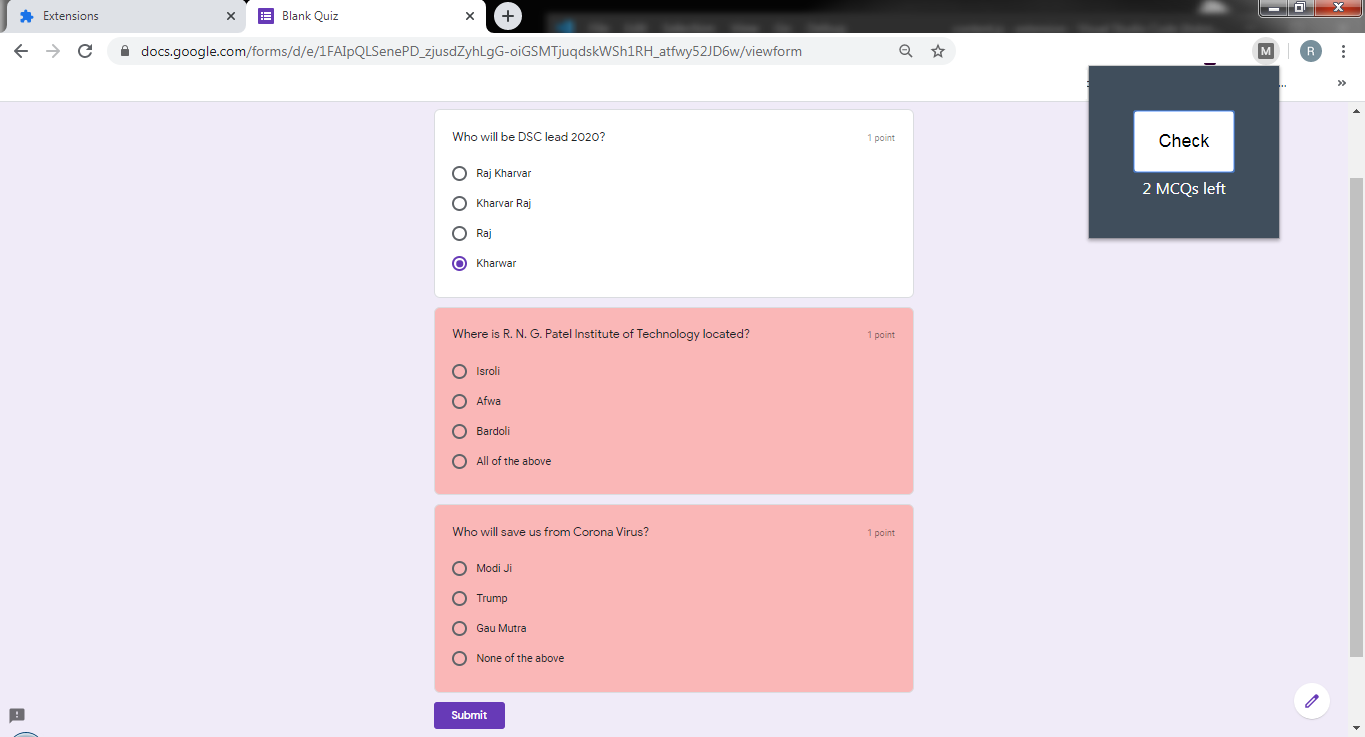 Extensions
Blank Quiz
docs.google.com/forms/d/e/1FAIpQLSenePD_zjusdZyhLgG-oiGSMTjuqdskWSh1RH_atfwy52JD6w/viewform
M
R
»
Check
2 MCQs left
Who will be DSC lead 2020?
1 point
Raj Kharvar
Kharvar Raj
Raj
Kharwar
Where is R. N. G. Patel Institute of Technology located?
1 point
Isroli
Afwa
Bardoli
All of the above
Who will save us from Corona Virus?
1 point
Modi Ji
Trump
Gau Mutra
None of the above
Submit